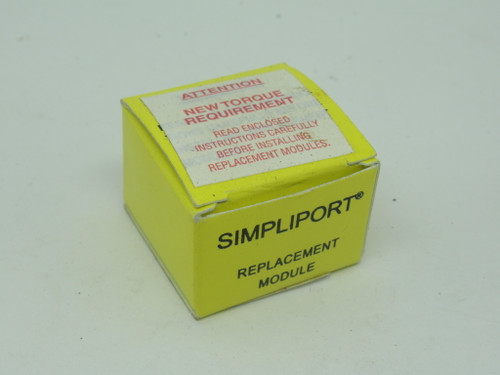 ATTENTION
NEW TORQUE
REQUIREMENT
READ ENCLOSED
INSTRUCTIONS CAREFULLY
BEFORE INSTALLING
REPLACEMENT MODULES.
SIMPLIPORT®
REPLACEMENT
MODULE